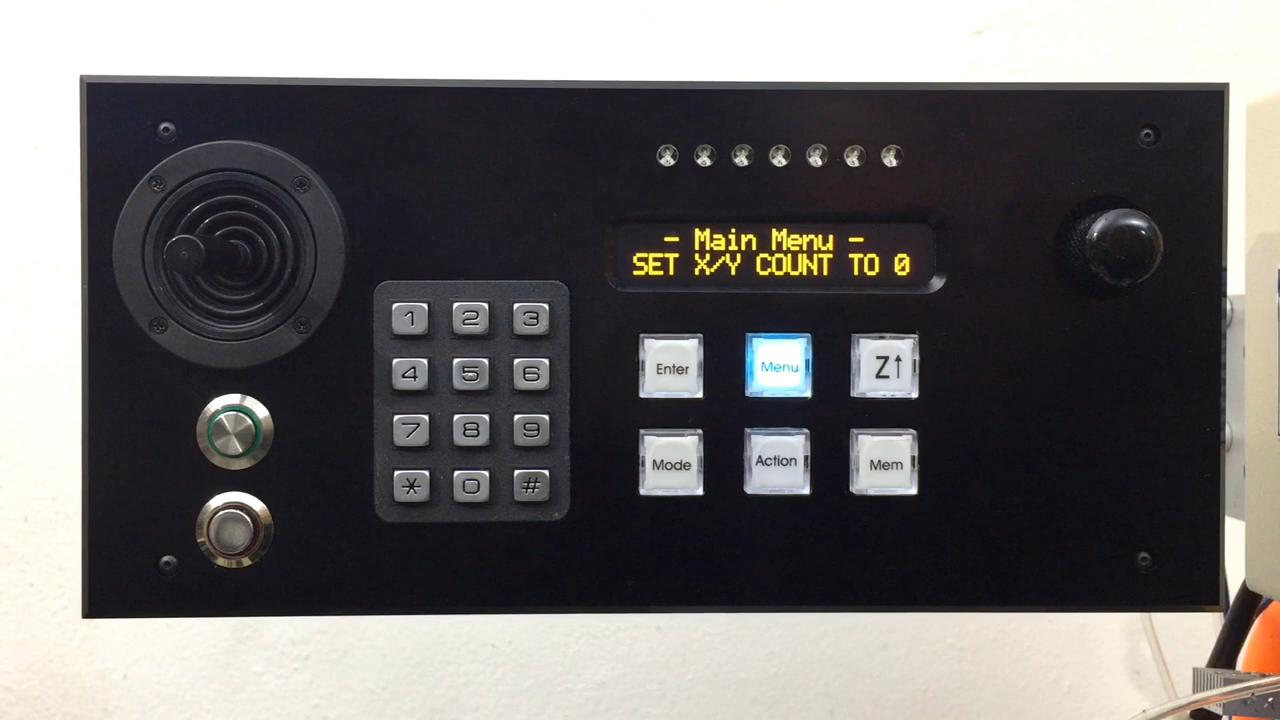 - Main Menu -
SET X/Y COUNT TO 0
1 2 3
4 5 6
7 8 9
* 0 #
Enter Menu Z↑
Mode Action Mem